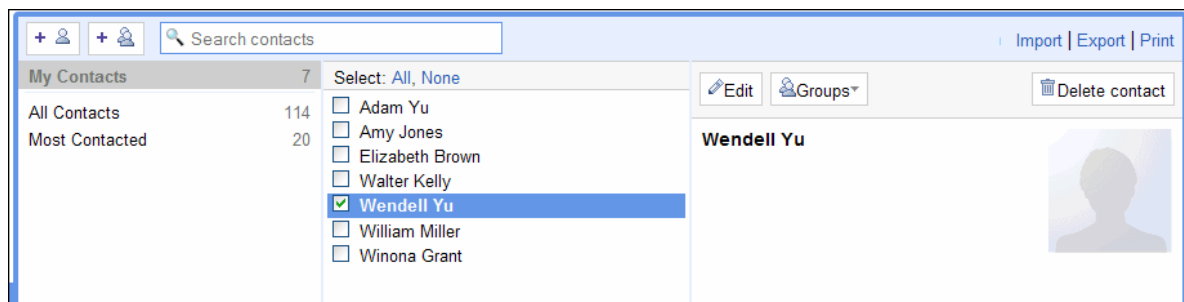 + + Search contacts Import | Export | Print
My Contacts 7
All Contacts 114
Most Contacted 20
Select: All, None
Adam Yu
Amy Jones
Elizabeth Brown
Walter Kelly
Wendell Yu
William Miller
Winona Grant
Edit Groups Delete contact
Wendell Yu